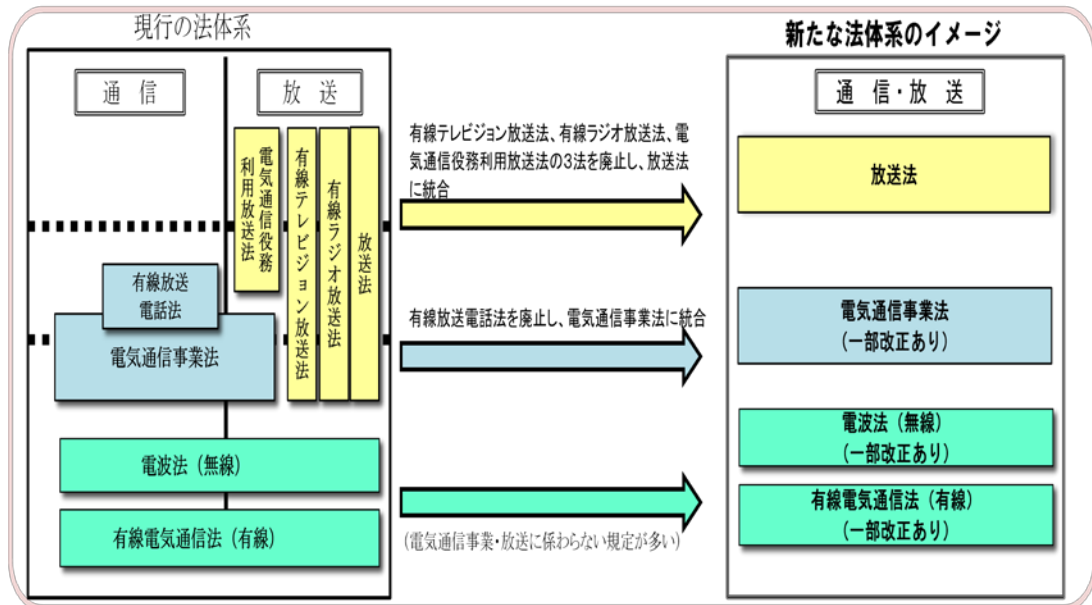 現行の法体系
通信
放送
電気通信役務
利用放送法
有線テレビジョン放送法
有線ラジオ放送法
放送法
有線放送
電話法
電気通信事業法
電波法（無線）
有線電気通信法（有線）
有線テレビジョン放送法、有線ラジオ放送法、電
気通信役務利用放送法の3法を廃止し、放送法
に統合
有線放送電話法を廃止し、電気通信事業法に統合
（電気通信事業・放送に係わらない規定が多い）
新たな法体系のイメージ
通信・放送
放送法
電気通信事業法
（一部改正あり）
電波法（無線）
（一部改正あり）
有線電気通信法（有線）
（一部改正あり）